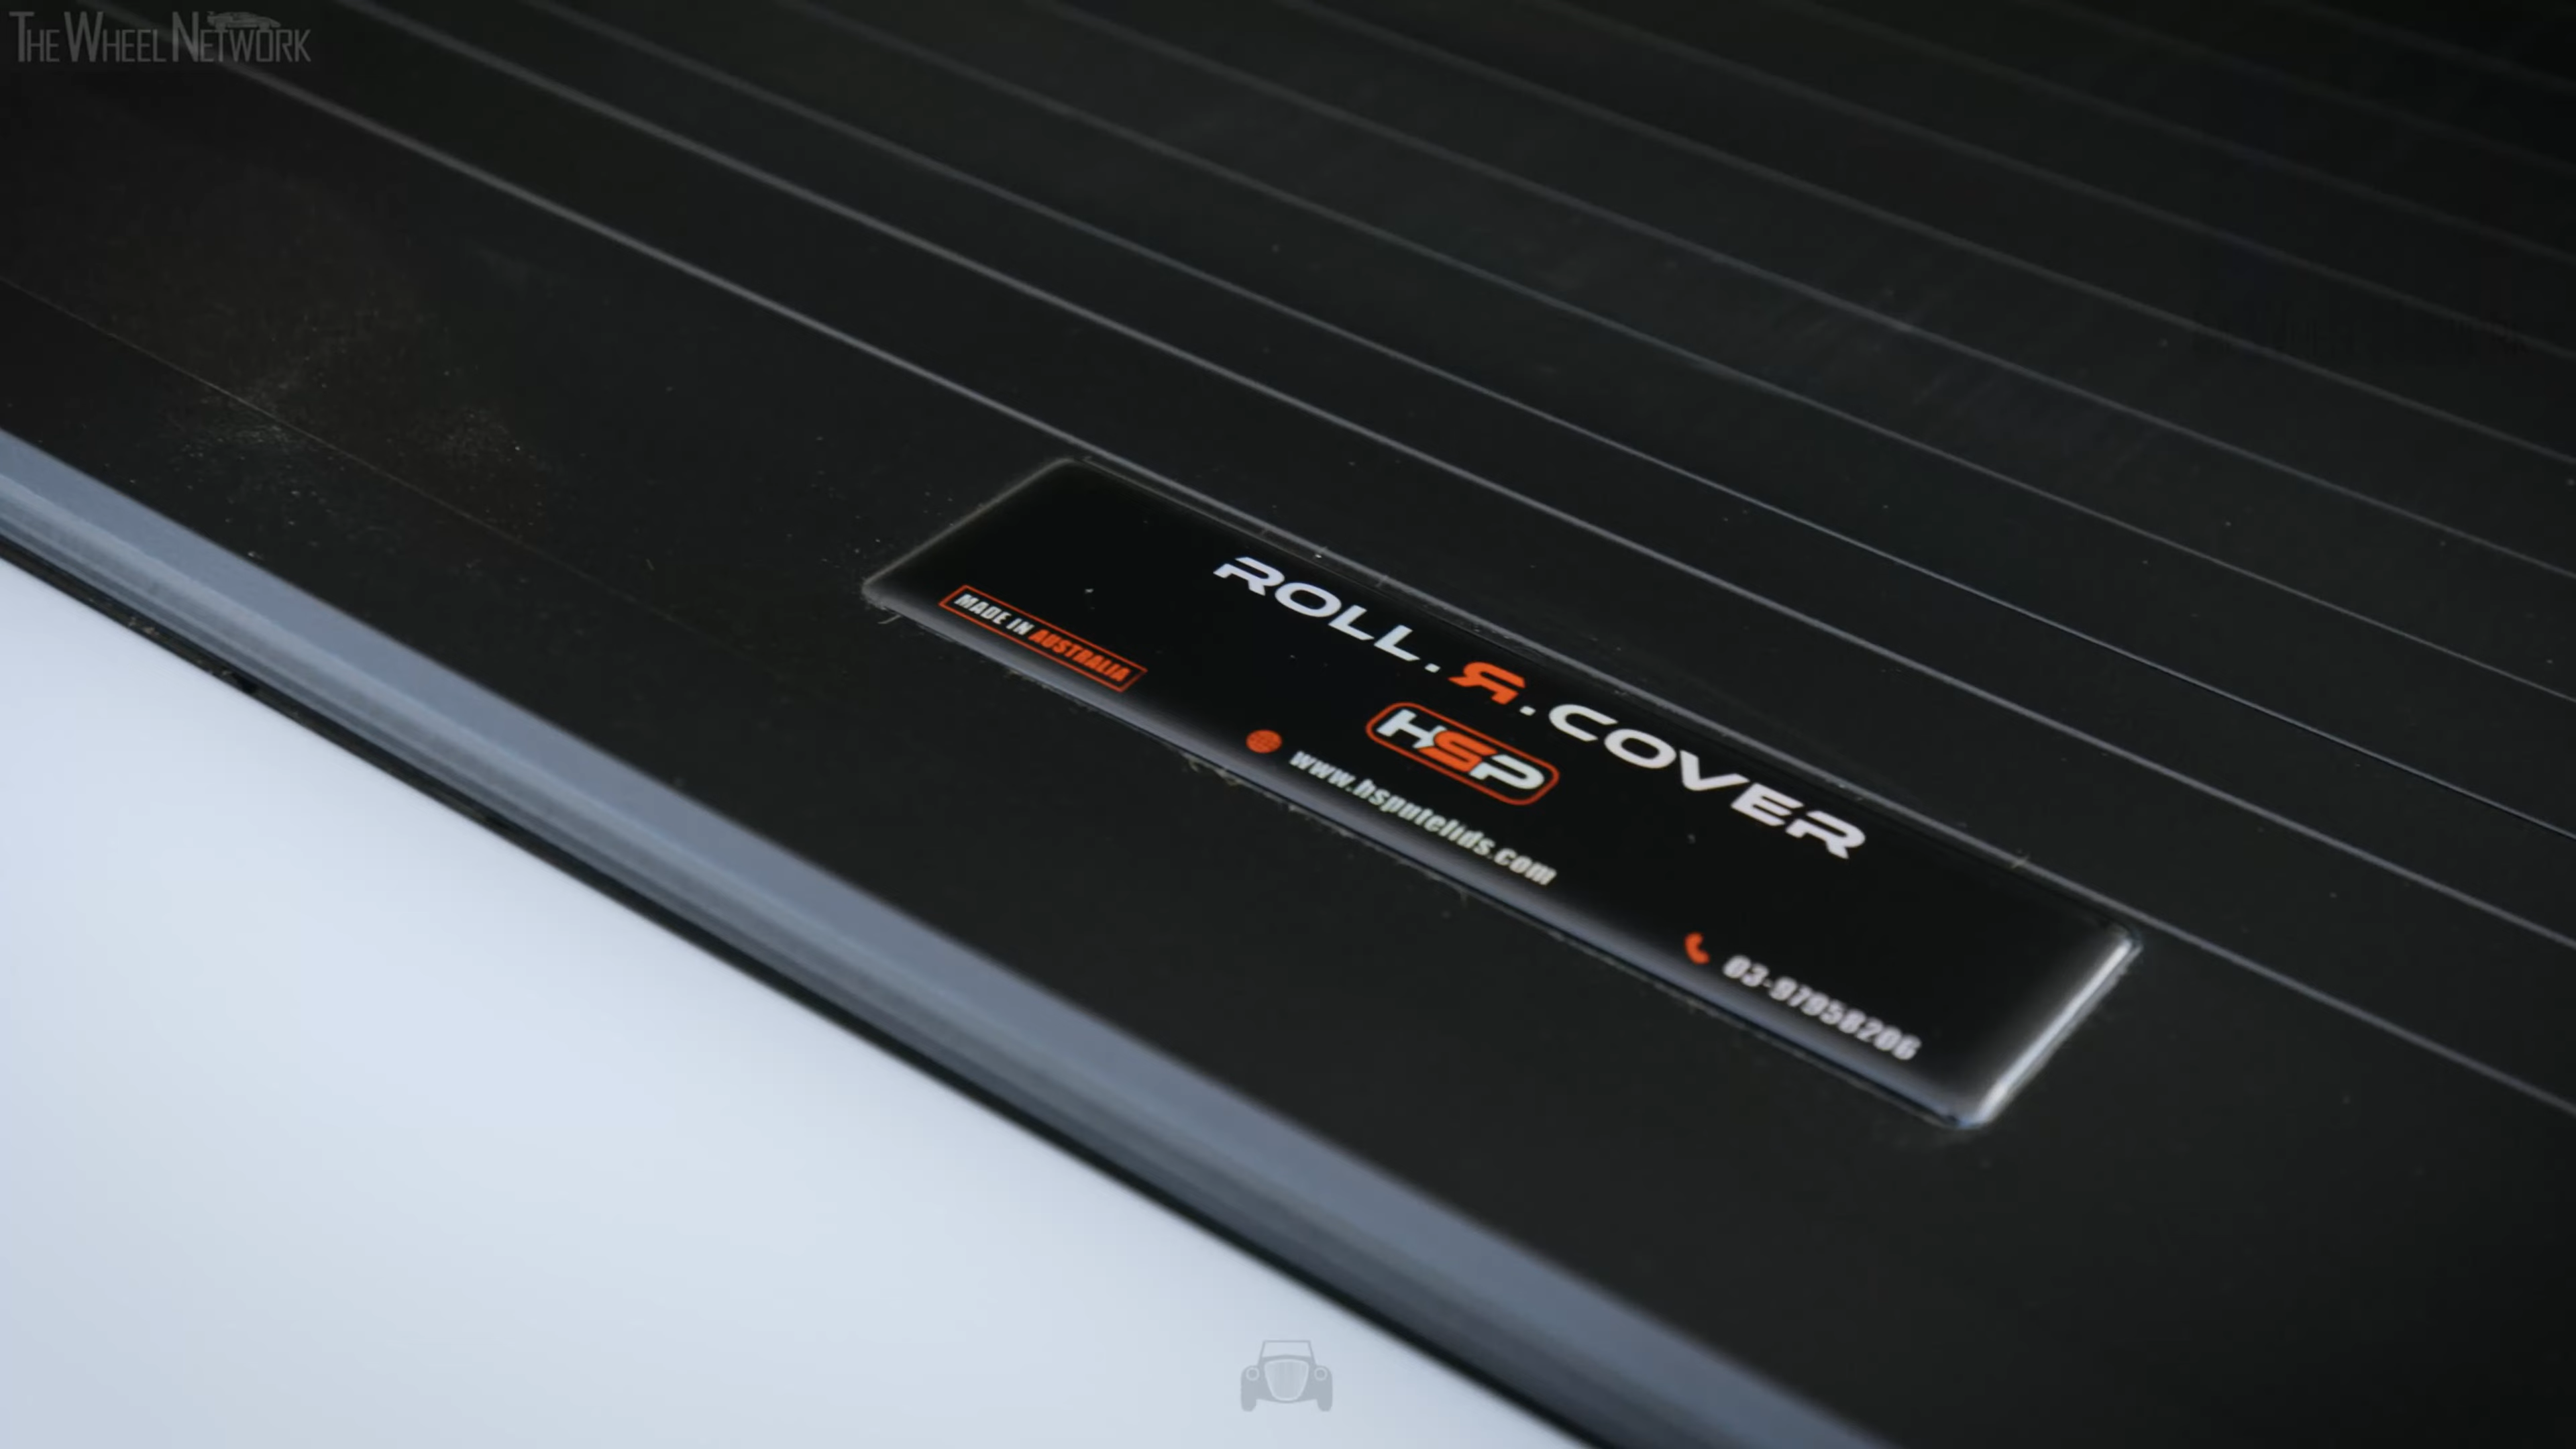 THE WHEEL NETWORK
ROLL.R.COVER
HSP
MADE IN AUSTRALIA
www.hsputelids.com
03-97958206